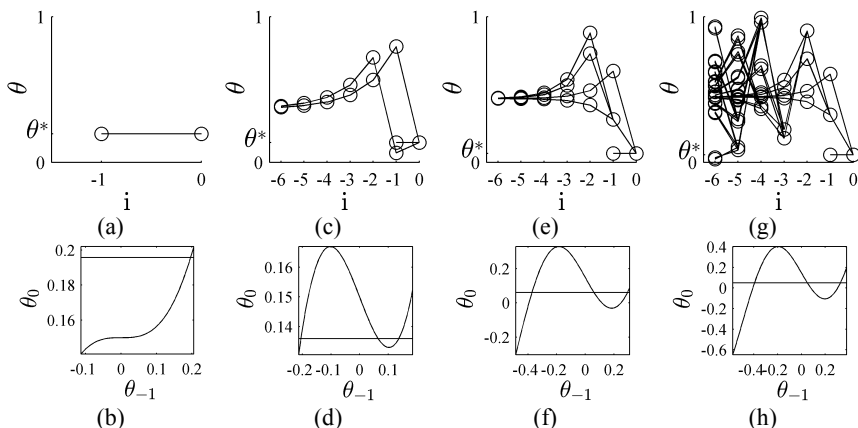 1 1 1 1
θ θ θ θ
θ* θ* θ* θ*
0 0 0 0
-1 0 -6 -5 -4 -3 -2 -1 0 -6 -5 -4 -3 -2 -1 0 -6 -5 -4 -3 -2 -1 0
i i i i
(a) (c) (e) (g)
0.2 0.18 0.16 θ₀ 0.16 0.14 θ₀ 0.2 0 -0.2 θ₀ 0.4 0.2 0 -0.2 -0.4 -0.6 θ₀
-0.1 0 0.1 0.2 -0.2 -0.1 0 0.1 -0.4 -0.2 0 0.2 -0.4 -0.2 0 0.2
θ₋₁ θ₋₁ θ₋₁ θ₋₁
(b) (d) (f) (h)